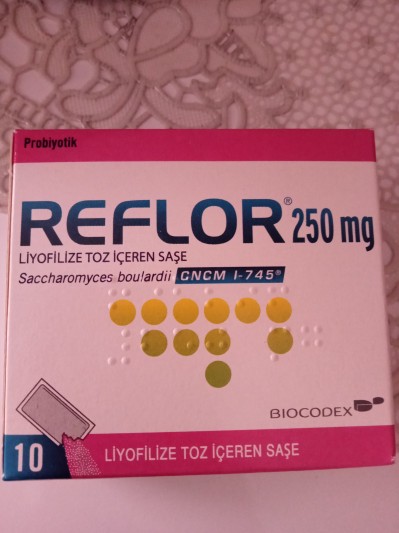 Probiyotik
REFLOR® 250 mg
LİYOFİLİZE TOZ İÇEREN SAŞE
Saccharomyces boulardii CNCM I-745®
BIOCODEX
10 LİYOFİLİZE TOZ İÇEREN SAŞE